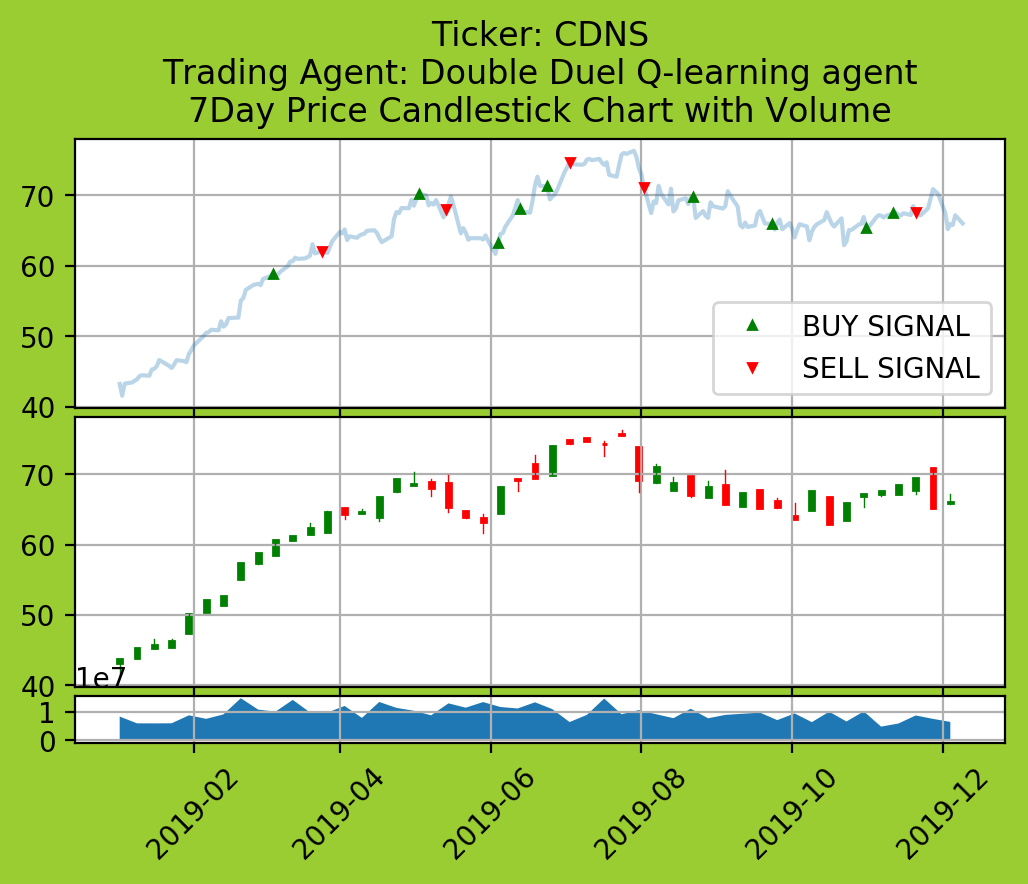 Ticker: CDNS
Trading Agent: Double Duel Q-learning agent
7Day Price Candlestick Chart with Volume
70
60
50
40
BUY SIGNAL
SELL SIGNAL
70
60
50
40
1e7
1
0
2019-02
2019-04
2019-06
2019-08
2019-10
2019-12